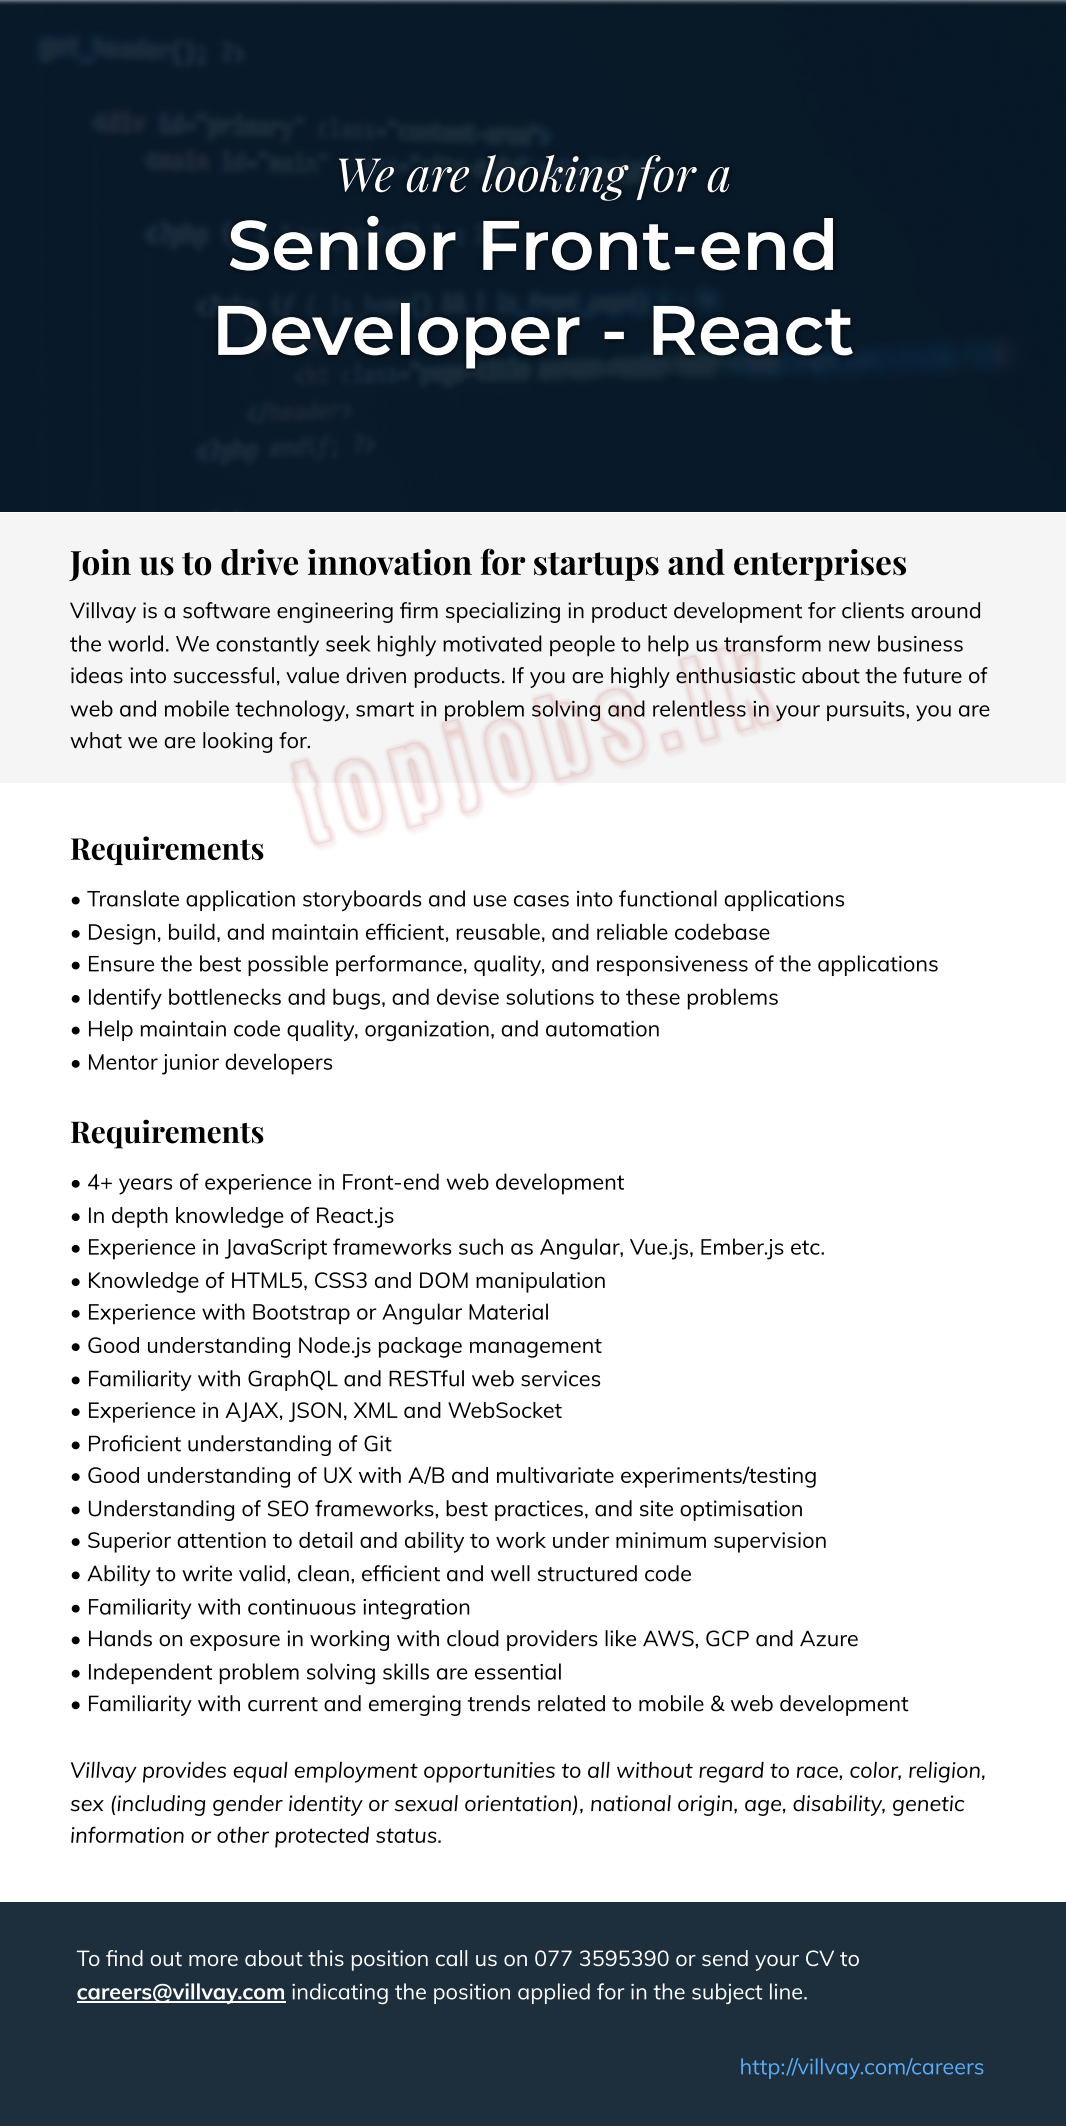 get_header(); ?>
<div id="primary" class="content-area">
<main id="main"
We are looking for a
<?php
Senior Front-end
Developer - React
<h1 class="page-
</header>
<?php endif; ?>
Join us to drive innovation for startups and enterprises
Villvay is a software engineering firm specializing in product development for clients around
the world. We constantly seek highly motivated people to help us transform new business
ideas into successful, value driven products. If you are highly enthusiastic about the future of
web and mobile technology, smart in problem solving and relentless in your pursuits, you are
what we are looking for.
topjobs.lk
Requirements
• Translate application storyboards and use cases into functional applications
• Design, build, and maintain efficient, reusable, and reliable codebase
• Ensure the best possible performance, quality, and responsiveness of the applications
• Identify bottlenecks and bugs, and devise solutions to these problems
• Help maintain code quality, organization, and automation
• Mentor junior developers
Requirements
• 4+ years of experience in Front-end web development
• In depth knowledge of React.js
• Experience in JavaScript frameworks such as Angular, Vue.js, Ember.js etc.
• Knowledge of HTML5, CSS3 and DOM manipulation
• Experience with Bootstrap or Angular Material
• Good understanding Node.js package management
• Familiarity with GraphQL and RESTful web services
• Experience in AJAX, JSON, XML and WebSocket
• Proficient understanding of Git
• Good understanding of UX with A/B and multivariate experiments/testing
• Understanding of SEO frameworks, best practices, and site optimisation
• Superior attention to detail and ability to work under minimum supervision
• Ability to write valid, clean, efficient and well structured code
• Familiarity with continuous integration
• Hands on exposure in working with cloud providers like AWS, GCP and Azure
• Independent problem solving skills are essential
• Familiarity with current and emerging trends related to mobile & web development
Villvay provides equal employment opportunities to all without regard to race, color, religion,
sex (including gender identity or sexual orientation), national origin, age, disability, genetic
information or other protected status.
To find out more about this position call us on 077 3595390 or send your CV to
careers@villvay.com indicating the position applied for in the subject line.
http://villvay.com/careers